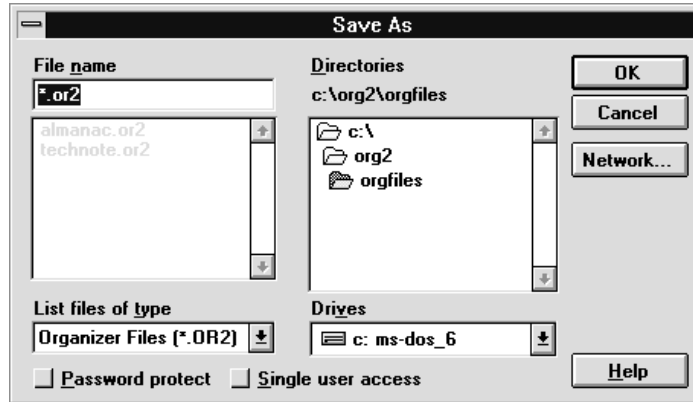 Save As
File name
*.or2
almanac.or2
technote.or2
List files of type
Organizer Files (*.OR2)
Password protect
Single user access
Directories
c:\org2\orgfiles
c:\
org2
orgfiles
Drives
c: ms-dos_6
OK
Cancel
Network...
Help